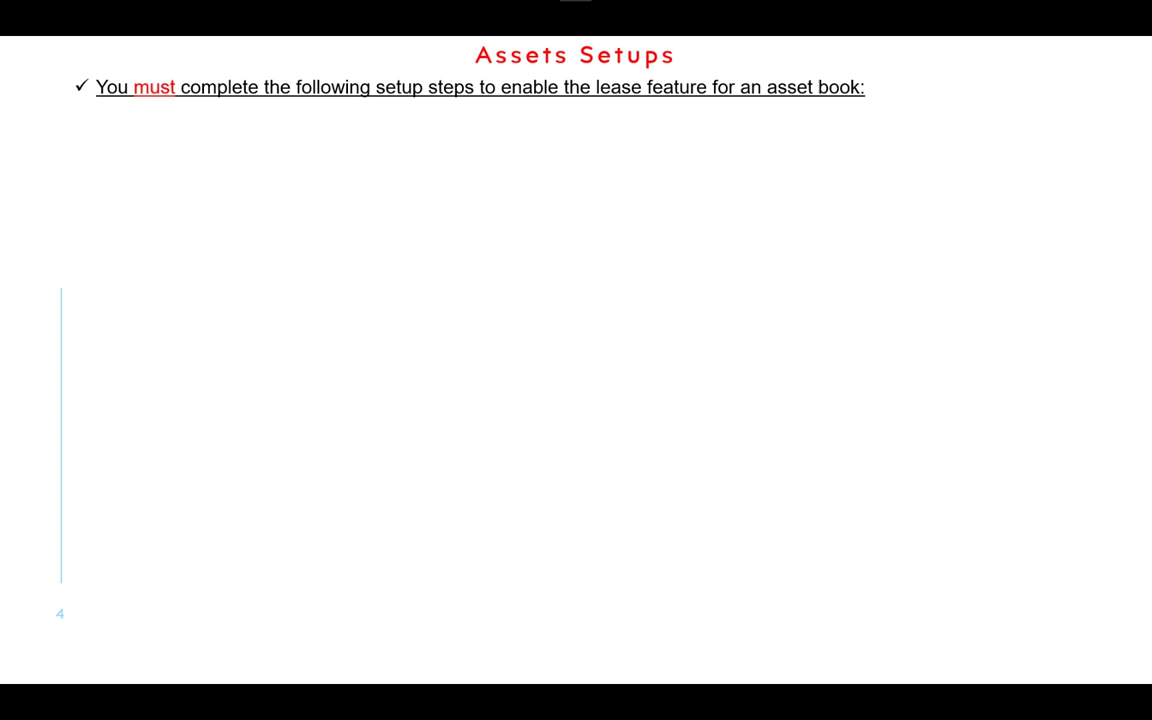 Assets Setups
✓ You must complete the following setup steps to enable the lease feature for an asset book:
4